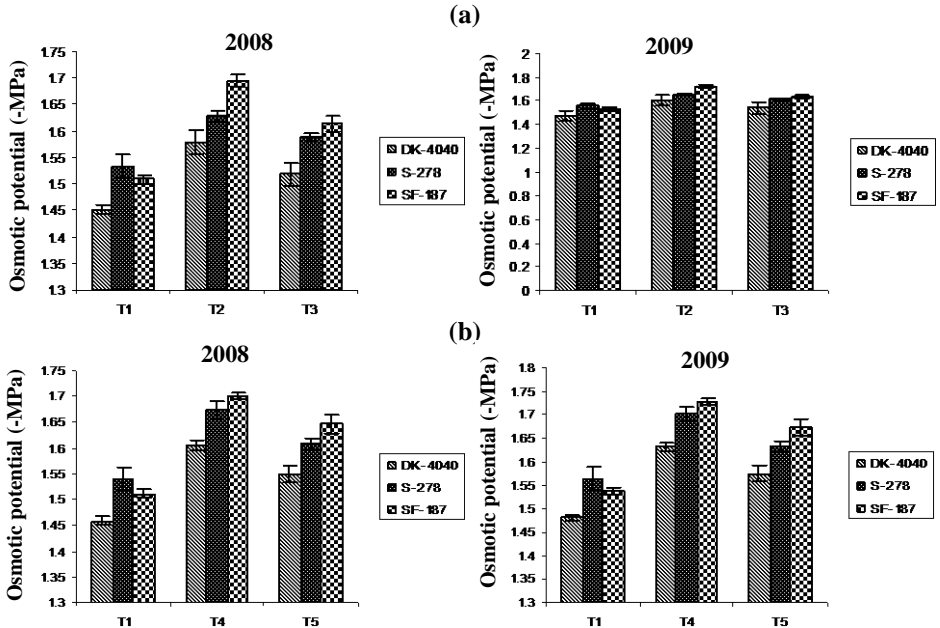 (a)
2008
Osmotic potential (-MPa)
1.75
1.7
1.65
1.6
1.55
1.5
1.45
1.4
1.35
1.3
T1 T2 T3
DK-4040
S-278
SF-187
2009
Osmotic potential (-MPa)
2
1.8
1.6
1.4
1.2
1
0.8
0.6
0.4
0.2
0
T1 T2 T3
DK-4040
S-278
SF-187
(b)
2008
Osmotic potential (-MPa)
1.75
1.7
1.65
1.6
1.55
1.5
1.45
1.4
1.35
1.3
T1 T4 T5
DK-4040
S-278
SF-187
2009
Osmotic potential (-MPa)
1.8
1.75
1.7
1.65
1.6
1.55
1.5
1.45
1.4
1.35
1.3
T1 T4 T5
DK-4040
S-278
SF-187